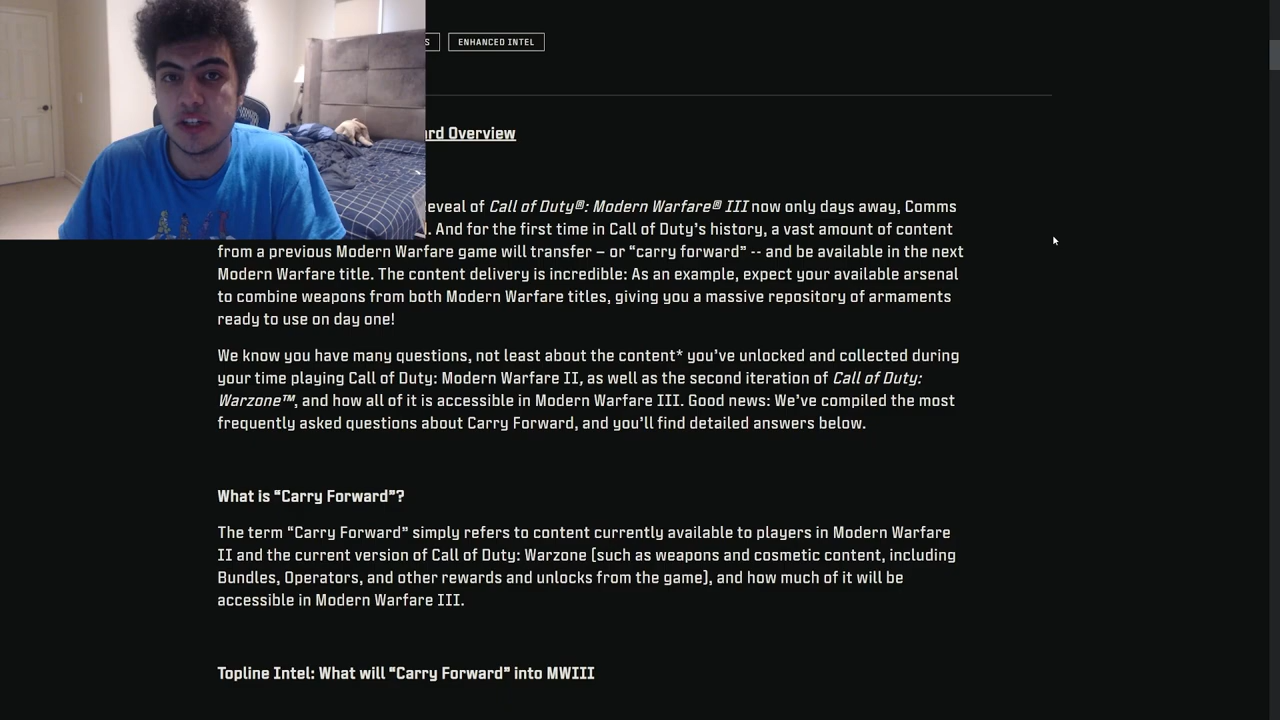 S
ENHANCED INTEL
ard Overview
eveal of Call of Duty®: Modern Warfare® III now only days away, Comms
. And for the first time in Call of Duty's history, a vast amount of content
from a previous Modern Warfare game will transfer – or “carry forward” -- and be available in the next
Modern Warfare title. The content delivery is incredible: As an example, expect your available arsenal
to combine weapons from both Modern Warfare titles, giving you a massive repository of armaments
ready to use on day one!
We know you have many questions, not least about the content* you’ve unlocked and collected during
your time playing Call of Duty: Modern Warfare II, as well as the second iteration of Call of Duty:
Warzone™, and how all of it is accessible in Modern Warfare III. Good news: We’ve compiled the most
frequently asked questions about Carry Forward, and you’ll find detailed answers below.
What is “Carry Forward”?
The term “Carry Forward” simply refers to content currently available to players in Modern Warfare
II and the current version of Call of Duty: Warzone (such as weapons and cosmetic content, including
Bundles, Operators, and other rewards and unlocks from the game), and how much of it will be
accessible in Modern Warfare III.
Topline Intel: What will “Carry Forward” into MWIII